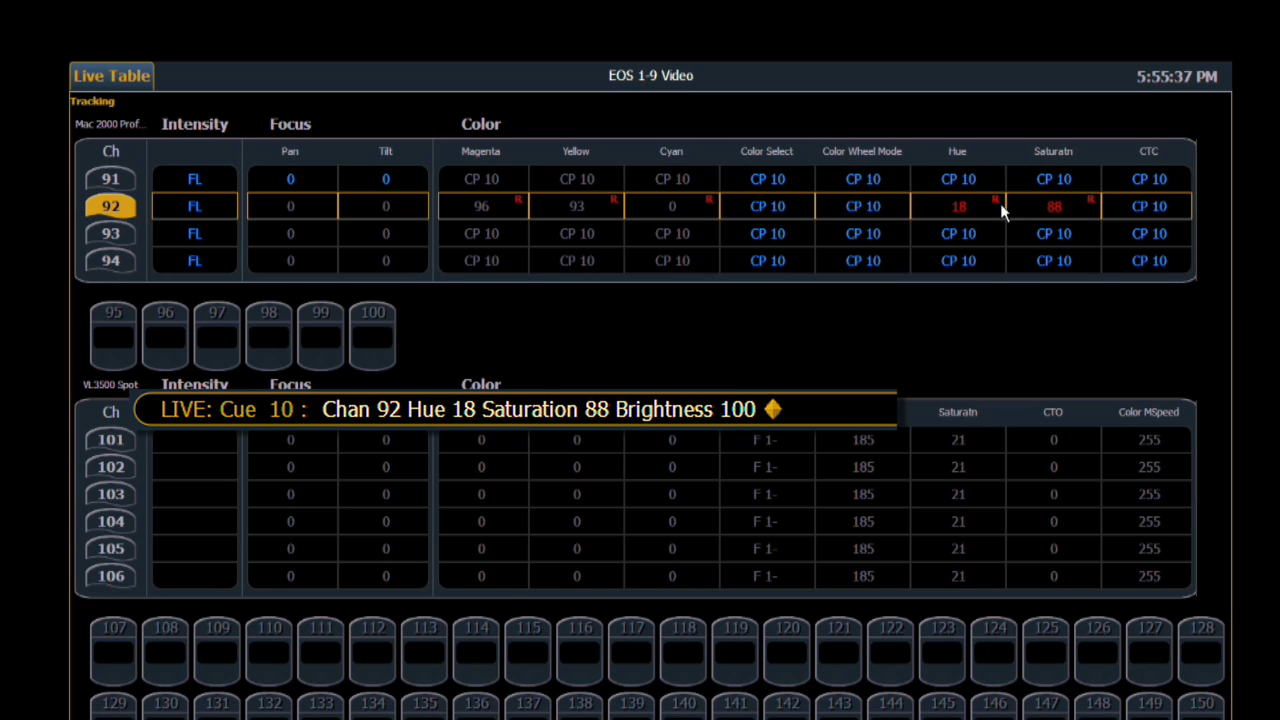 Live Table EOS 1-9 Video 5:55:37 PM
Tracking
Mac 2000 Prof... Intensity Focus Color
Ch Pan Tilt Magenta Yellow Cyan Color Select Color Wheel Mode Hue Saturatn CTC
91 FL 0 0 CP 10 CP 10 CP 10 CP 10 CP 10 CP 10 CP 10 CP 10
92 FL 0 0 96 R 93 R 0 R CP 10 CP 10 18 R 88 R CP 10
93 FL 0 0 CP 10 CP 10 CP 10 CP 10 CP 10 CP 10 CP 10 CP 10
94 FL 0 0 CP 10 CP 10 CP 10 CP 10 CP 10 CP 10 CP 10 CP 10
95 96 97 98 99 100
VL3500 Spot Intensity Focus Color
Ch LIVE: Cue 10 : Chan 92 Hue 18 Saturation 88 Brightness 100 Saturatn CTO Color MSpeed
101 0 0 0 0 0 F 1- 185 21 0 255
102 0 0 0 0 0 F 1- 185 21 0 255
103 0 0 0 0 0 F 1- 185 21 0 255
104 0 0 0 0 0 F 1- 185 21 0 255
105 0 0 0 0 0 F 1- 185 21 0 255
106 0 0 0 0 0 F 1- 185 21 0 255
107 108 109 110 111 112 113 114 115 116 117 118 119 120 121 122 123 124 125 126 127 128
129 130 131 132 133 134 135 136 137 138 139 140 141 142 143 144 145 146 147 148 149 150